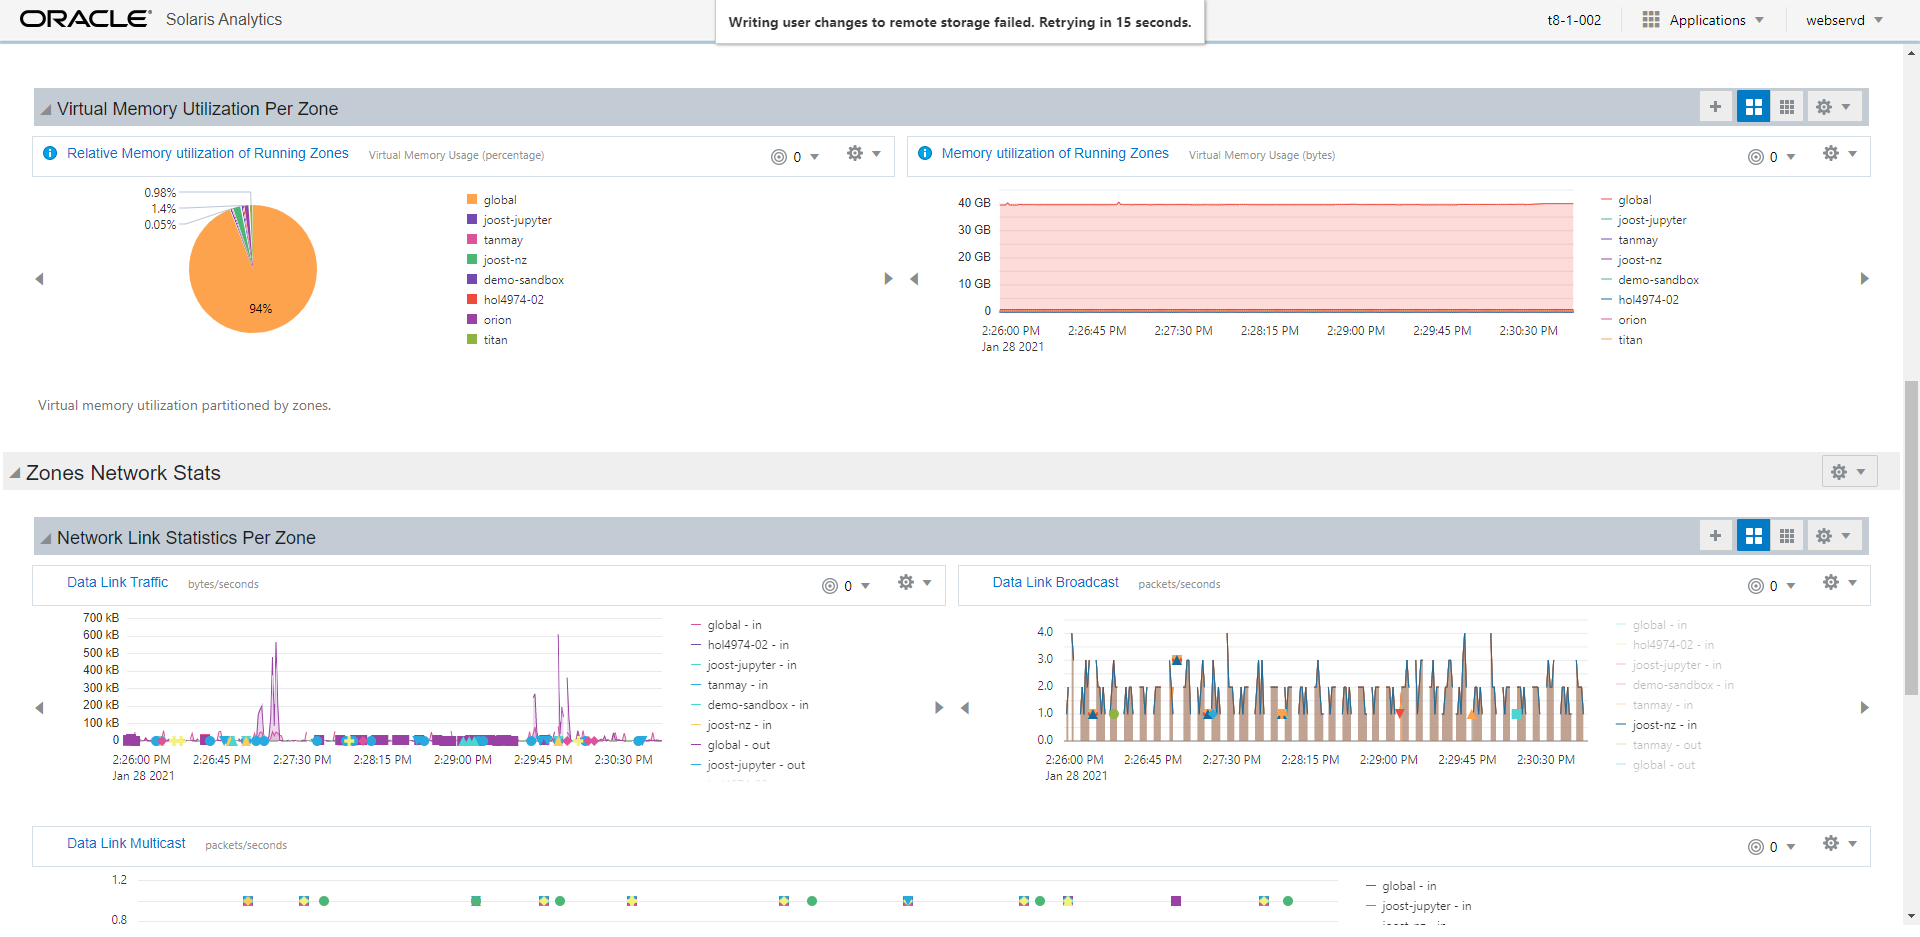 ORACLE® Solaris Analytics
Writing user changes to remote storage failed. Retrying in 15 seconds.
t8-1-002 Applications webservd
Virtual Memory Utilization Per Zone
Relative Memory utilization of Running Zones Virtual Memory Usage (percentage) 0
0.98%
1.4%
0.05%
94%
global
joost-jupyter
tanmay
joost-nz
demo-sandbox
hol4974-02
orion
titan
Memory utilization of Running Zones Virtual Memory Usage (bytes) 0
40 GB
30 GB
20 GB
10 GB
0
2:26:00 PM 2:26:45 PM 2:27:30 PM 2:28:15 PM 2:29:00 PM 2:29:45 PM 2:30:30 PM
Jan 28 2021
global
joost-jupyter
tanmay
joost-nz
demo-sandbox
hol4974-02
orion
titan
Virtual memory utilization partitioned by zones.
Zones Network Stats
Network Link Statistics Per Zone
Data Link Traffic bytes/seconds 0
700 kB
600 kB
500 kB
400 kB
300 kB
200 kB
100 kB
0
2:26:00 PM 2:26:45 PM 2:27:30 PM 2:28:15 PM 2:29:00 PM 2:29:45 PM 2:30:30 PM
Jan 28 2021
global - in
hol4974-02 - in
joost-jupyter - in
tanmay - in
demo-sandbox - in
joost-nz - in
global - out
joost-jupyter - out
Data Link Broadcast packets/seconds 0
4.0
3.0
2.0
1.0
0.0
2:26:00 PM 2:26:45 PM 2:27:30 PM 2:28:15 PM 2:29:00 PM 2:29:45 PM 2:30:30 PM
Jan 28 2021
global - in
hol4974-02 - in
joost-jupyter - in
demo-sandbox - in
tanmay - in
joost-nz - in
tanmay - out
global - out
Data Link Multicast packets/seconds 0
1.2
0.8
global - in
joost-jupyter - in